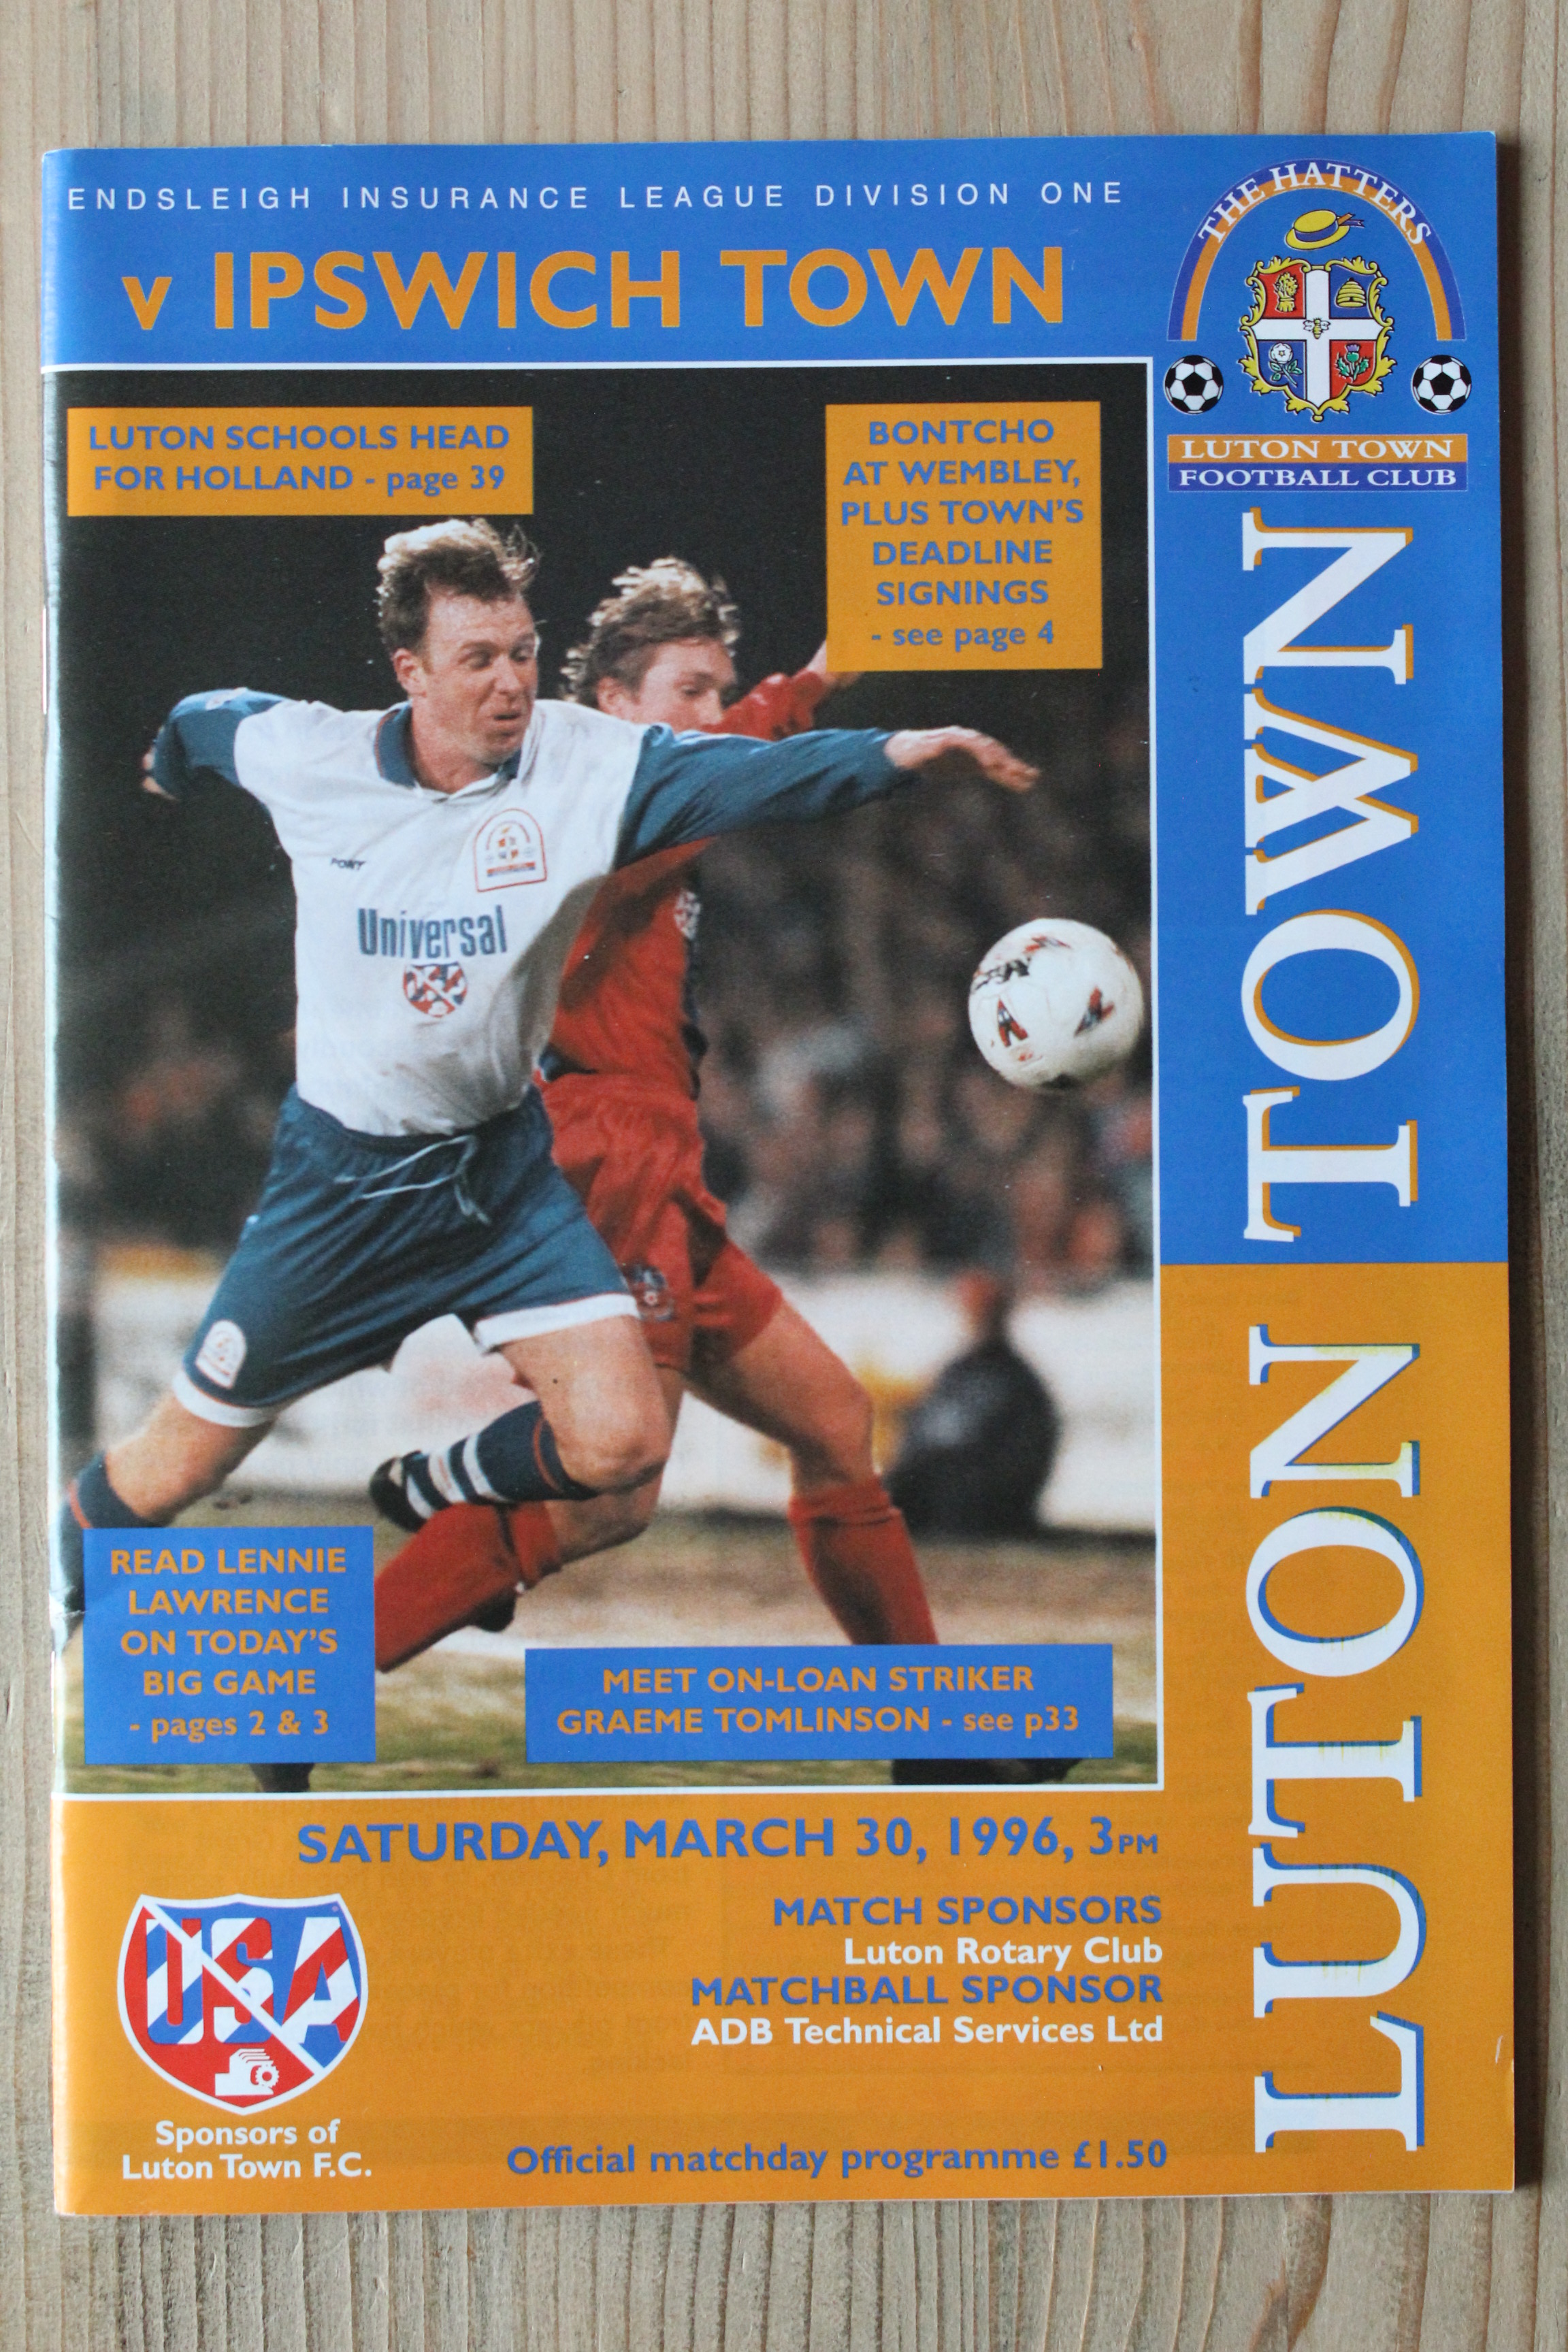 ENDSLEIGH INSURANCE LEAGUE DIVISION ONE
v IPSWICH TOWN
THE HATTERS
LUTON TOWN
FOOTBALL CLUB
LUTON SCHOOLS HEAD
FOR HOLLAND - page 39
BONTCHO
AT WEMBLEY,
PLUS TOWN'S
DEADLINE
SIGNINGS
- see page 4
PONY
Universal
LUTON TOWN
READ LENNIE
LAWRENCE
ON TODAY'S
BIG GAME
- pages 2 & 3
MEET ON-LOAN STRIKER
GRAEME TOMLINSON - see p33
SATURDAY, MARCH 30, 1996, 3PM
MATCH SPONSORS
Luton Rotary Club
MATCHBALL SPONSOR
ADB Technical Services Ltd
USA
Sponsors of
Luton Town F.C.
Official matchday programme £1.50